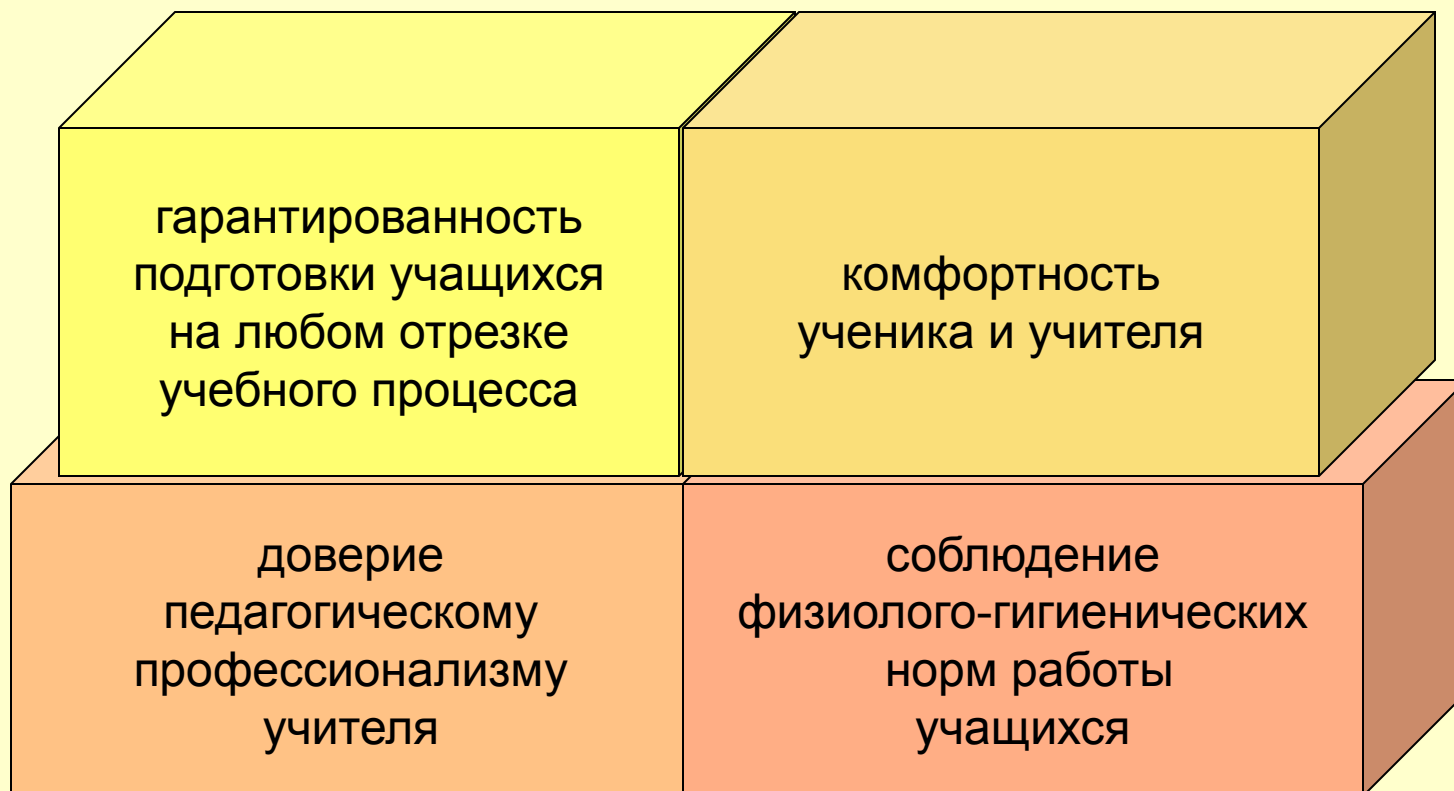 гарантированность
подготовки учащихся
на любом отрезке
учебного процесса
комфортность
ученика и учителя
доверие
педагогическому
профессионализму
учителя
соблюдение
физиолого-гигиенических
норм работы
учащихся